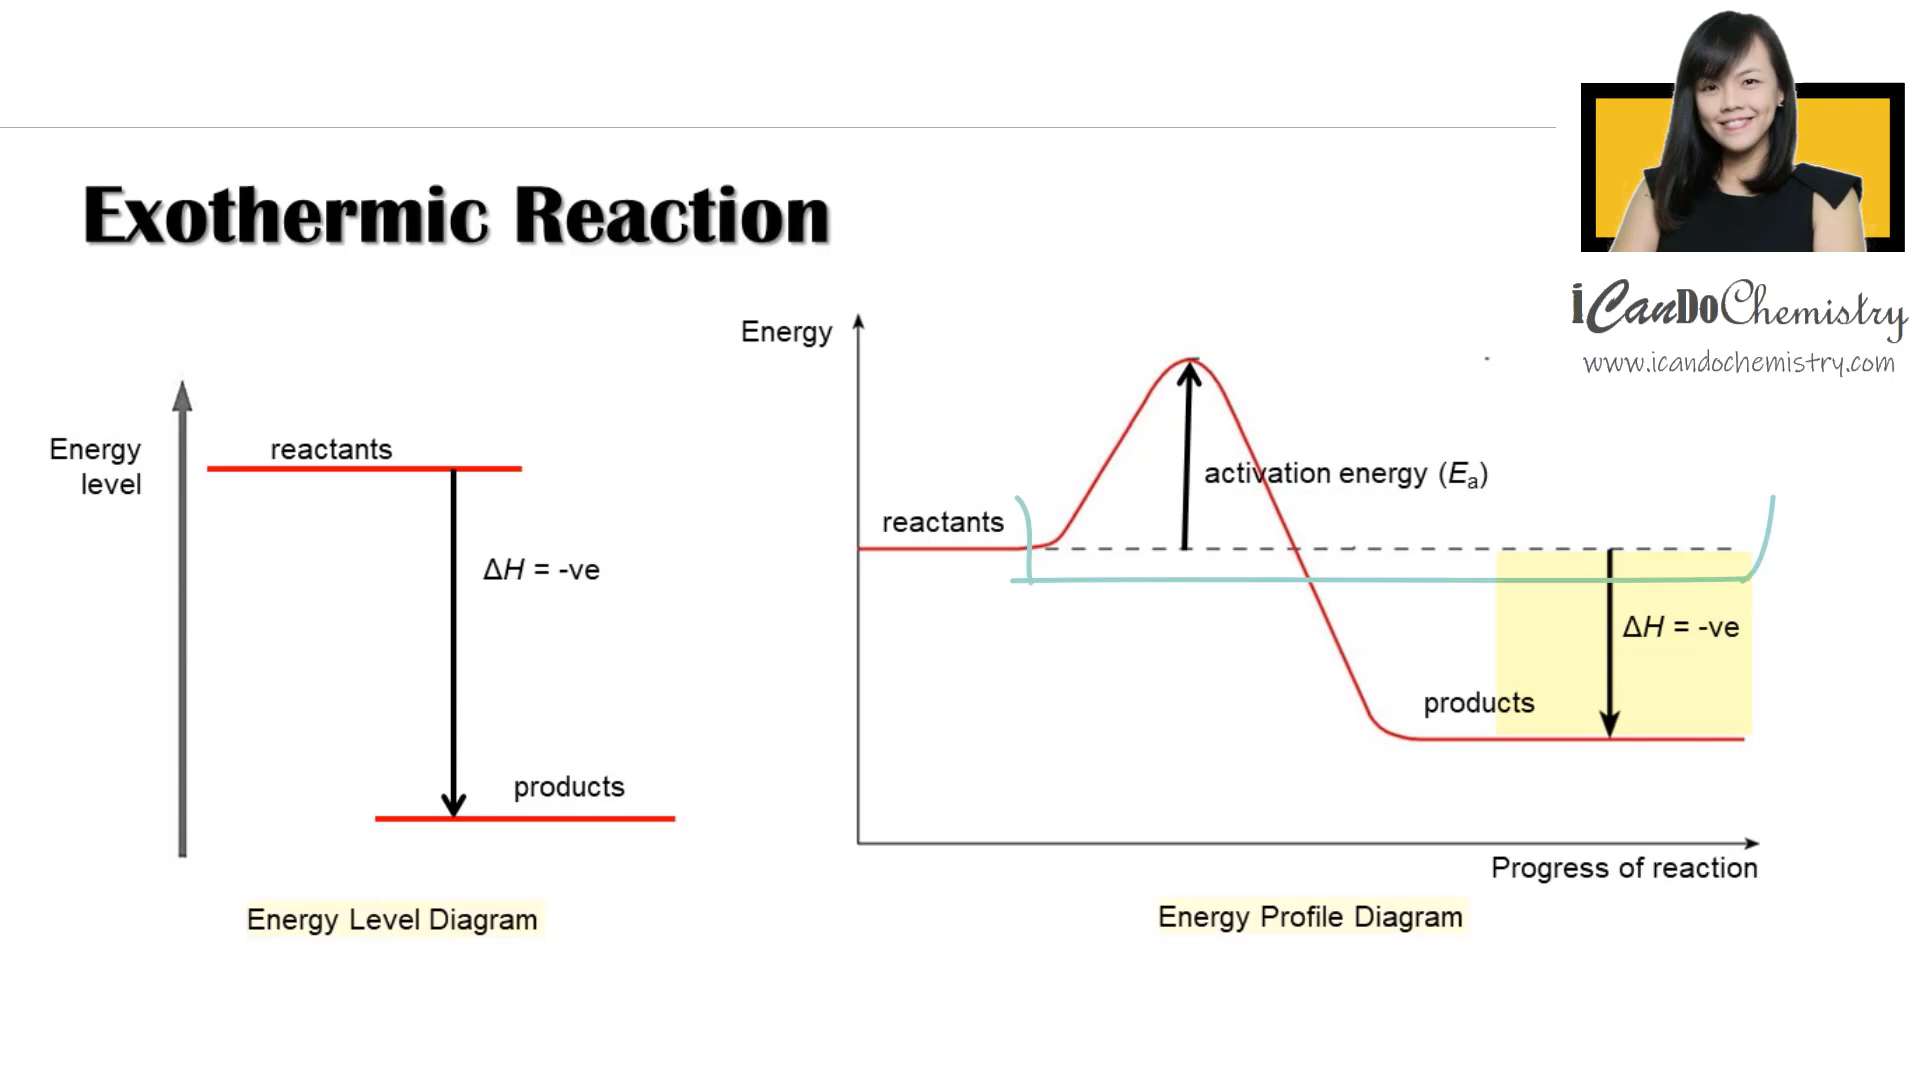 Exothermic Reaction
iCanDoChemistry
www.icandochemistry.com
Energy
level
reactants
ΔH = -ve
products
Energy Level Diagram
Energy
reactants
activation energy (Ea)
ΔH = -ve
products
Progress of reaction
Energy Profile Diagram